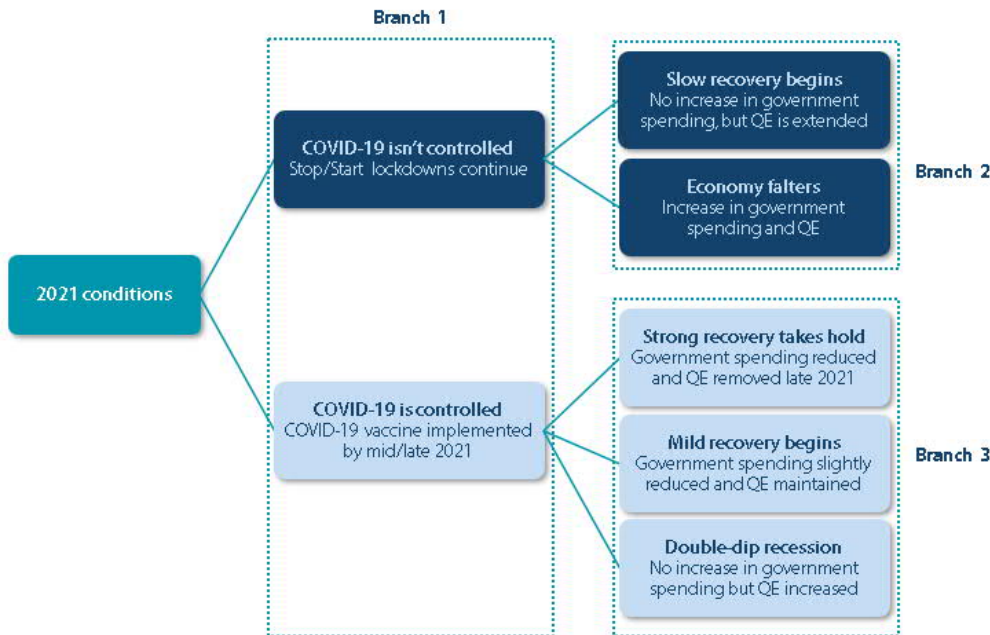 Branch 1
Slow recovery begins
No increase in government
spending, but QE is extended
COVID-19 isn't controlled
Stop/Start lockdowns continue
Branch 2
Economy falters
Increase in government
spending and QE
2021 conditions
Strong recovery takes hold
Government spending reduced
and QE removed late 2021
COVID-19 is controlled
COVID-19 vaccine implemented
by mid/late 2021
Mild recovery begins
Government spending slightly
reduced and QE maintained
Branch 3
Double-dip recession
No increase in government
spending but QE increased